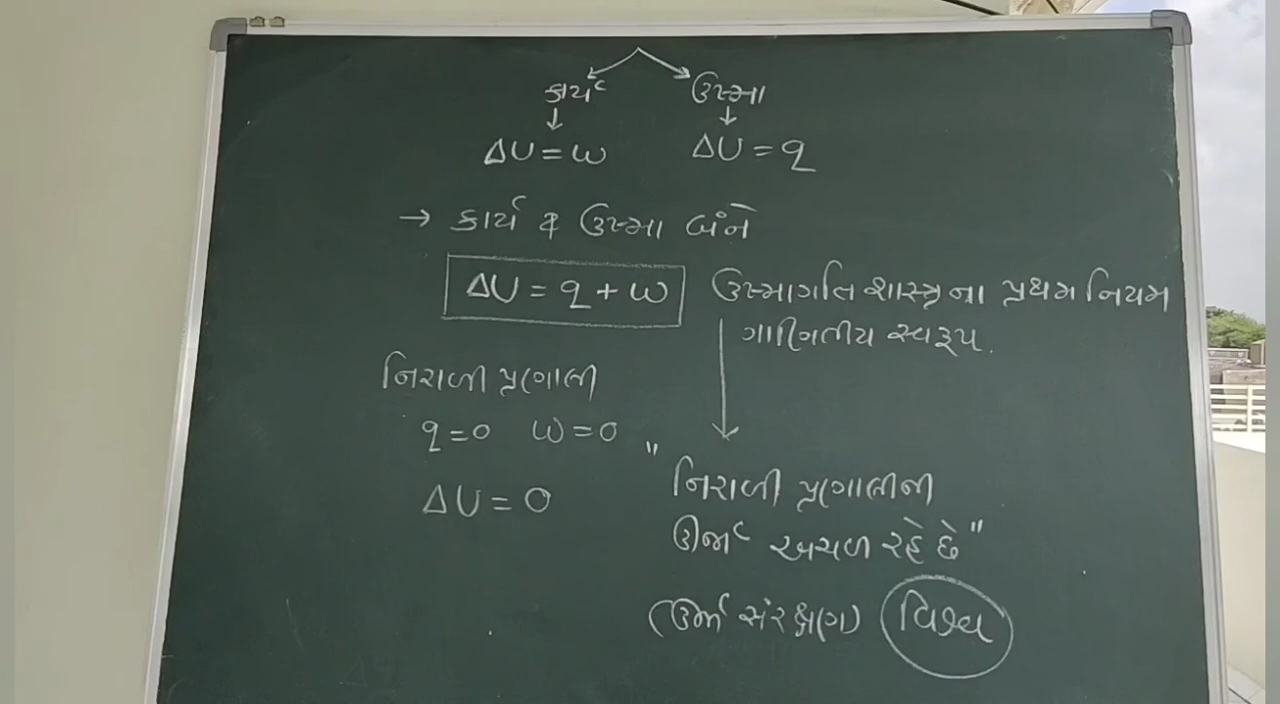 કાર્ય ઉષ્મા
ΔU = w ΔU = q
→ કાર્ય & ઉષ્મા બંને
ΔU = q + w ઉષ્માગતિશાસ્ત્રના પ્રથમ નિયમ
ગાણિતીય સ્વરૂપ.
નિરાળી પ્રણાલી
q = 0 w = 0
ΔU = 0
"નિરાળી પ્રણાલીની
ઊર્જા અચળ રહે છે"
(ઊર્જા સંરક્ષણ) વિશ્વ